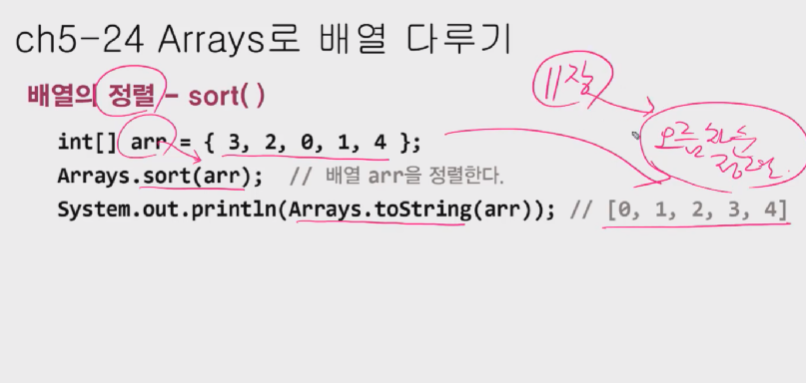 ch5-24 Arrays로 배열 다루기
배열의 정렬 - sort()
11장
int[] arr = { 3, 2, 0, 1, 4 };
오름차순
정렬.
Arrays.sort(arr); // 배열 arr을 정렬한다.
System.out.println(Arrays.toString(arr)); // [0, 1, 2, 3, 4]